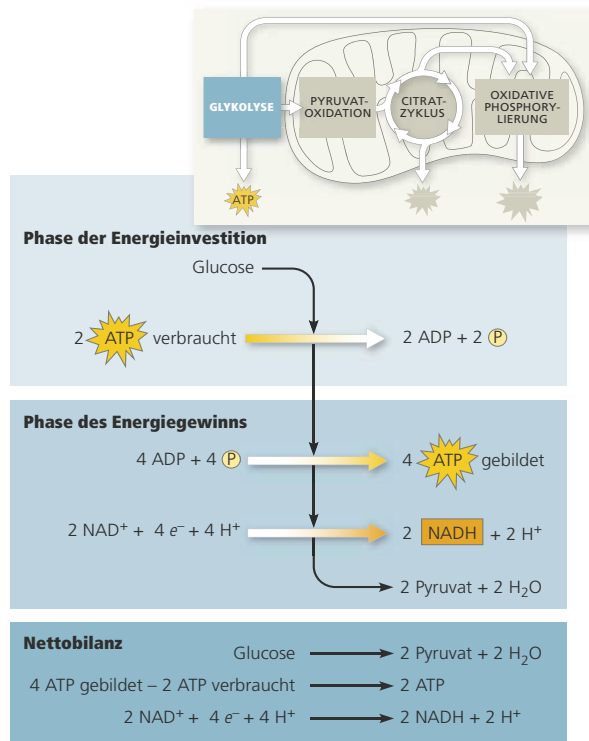 GLYKOLYSE
PYRUVAT-
OXIDATION
CITRAT-
ZYKLUS
OXIDATIVE
PHOSPHORY-
LIERUNG
ATP
Phase der Energieinvestition
Glucose
2 ATP verbraucht
2 ADP + 2 P
Phase des Energiegewinns
4 ADP + 4 P
4 ATP gebildet
2 NAD⁺ + 4 e⁻ + 4 H⁺
2 NADH + 2 H⁺
2 Pyruvat + 2 H₂O
Nettobilanz
Glucose
2 Pyruvat + 2 H₂O
4 ATP gebildet – 2 ATP verbraucht
2 ATP
2 NAD⁺ + 4 e⁻ + 4 H⁺
2 NADH + 2 H⁺